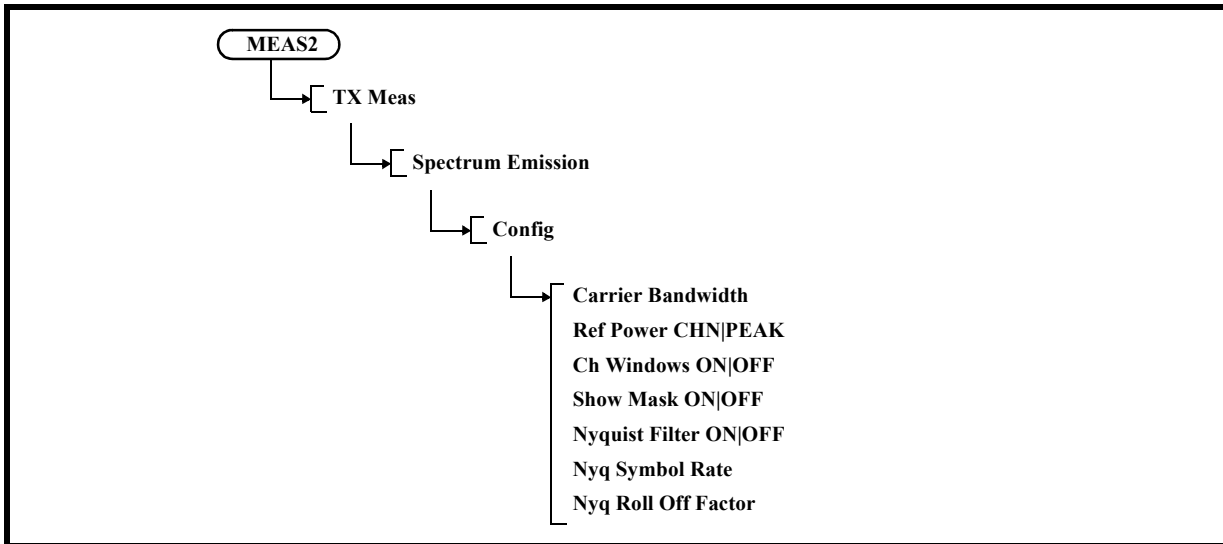 MEAS2
TX Meas
Spectrum Emission
Config
Carrier Bandwidth
Ref Power CHN|PEAK
Ch Windows ON|OFF
Show Mask ON|OFF
Nyquist Filter ON|OFF
Nyq Symbol Rate
Nyq Roll Off Factor